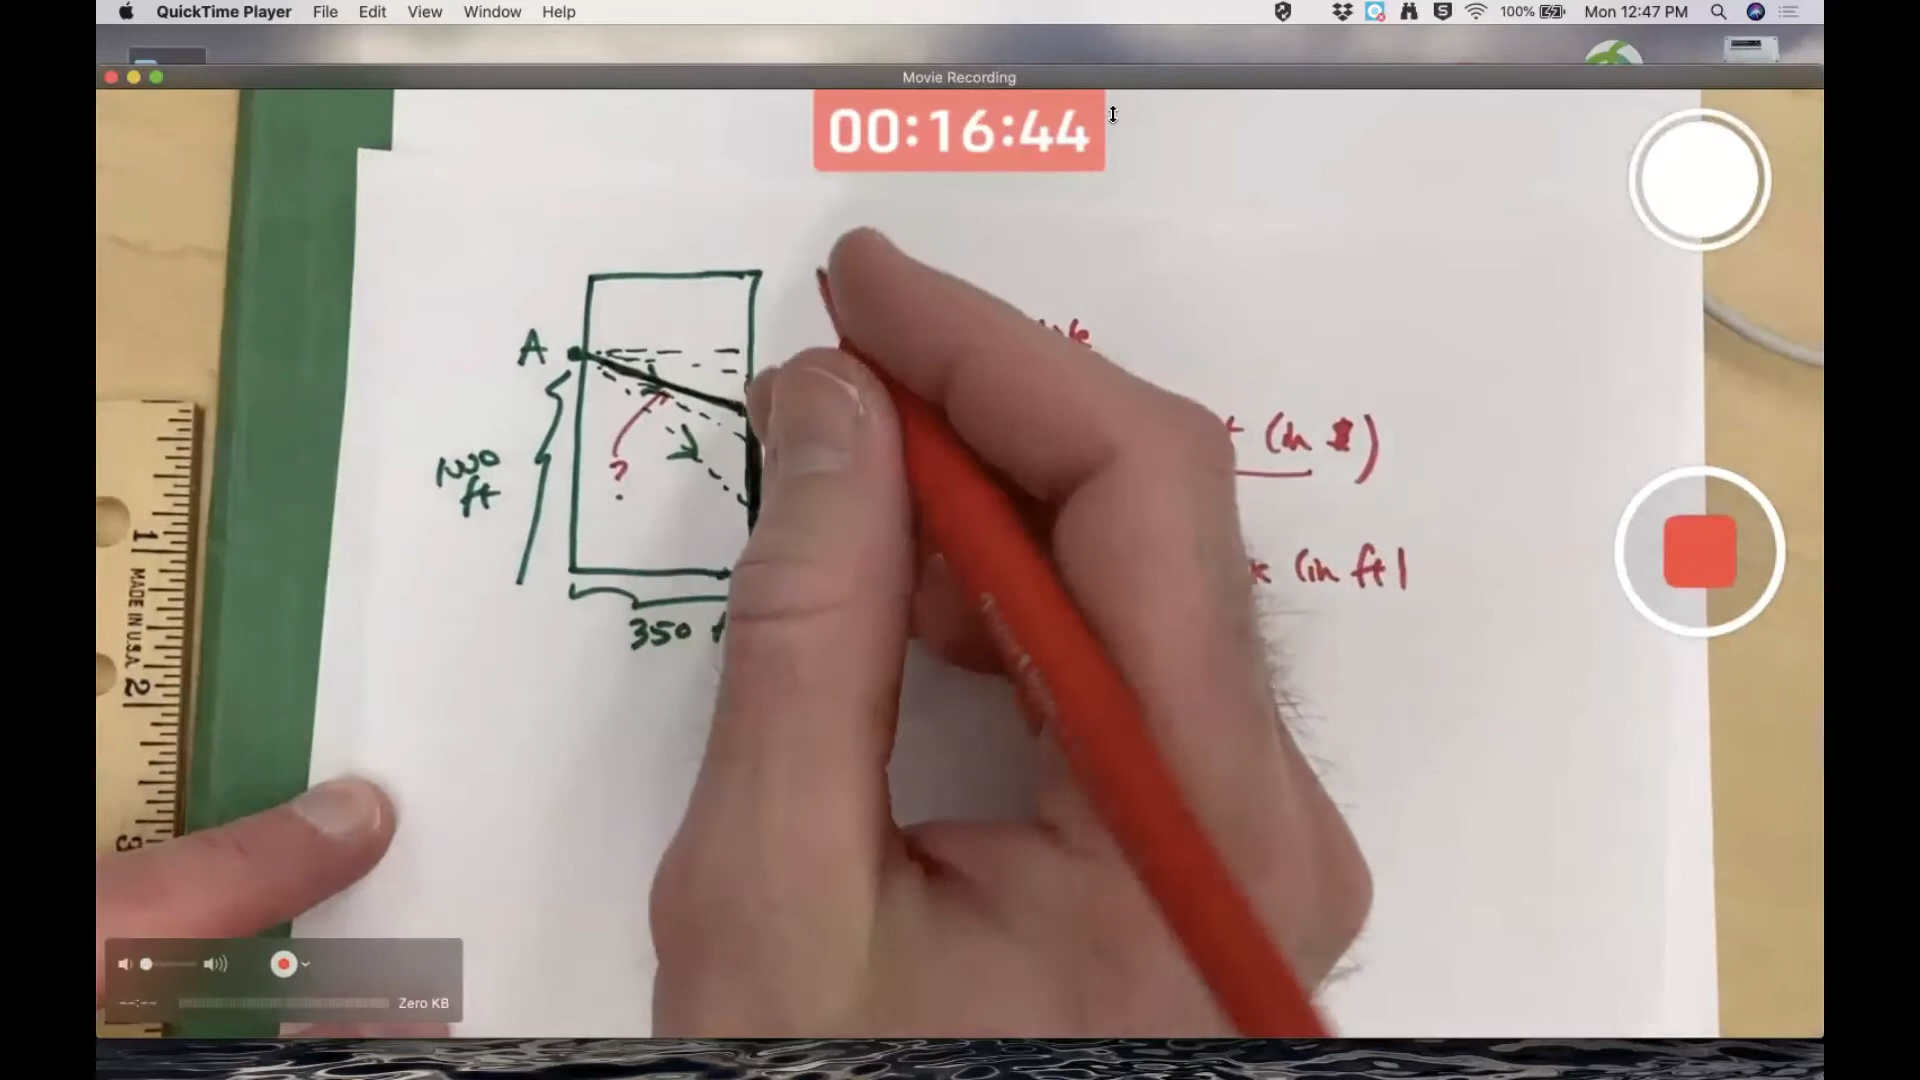 QuickTime Player File Edit View Window Help
100% Mon 12:47 PM
Movie Recording
00:16:44
A
(in $)
?
ft
(in ft)
350
1
MADE IN U.S.A.
2
3
--:-- Zero KB